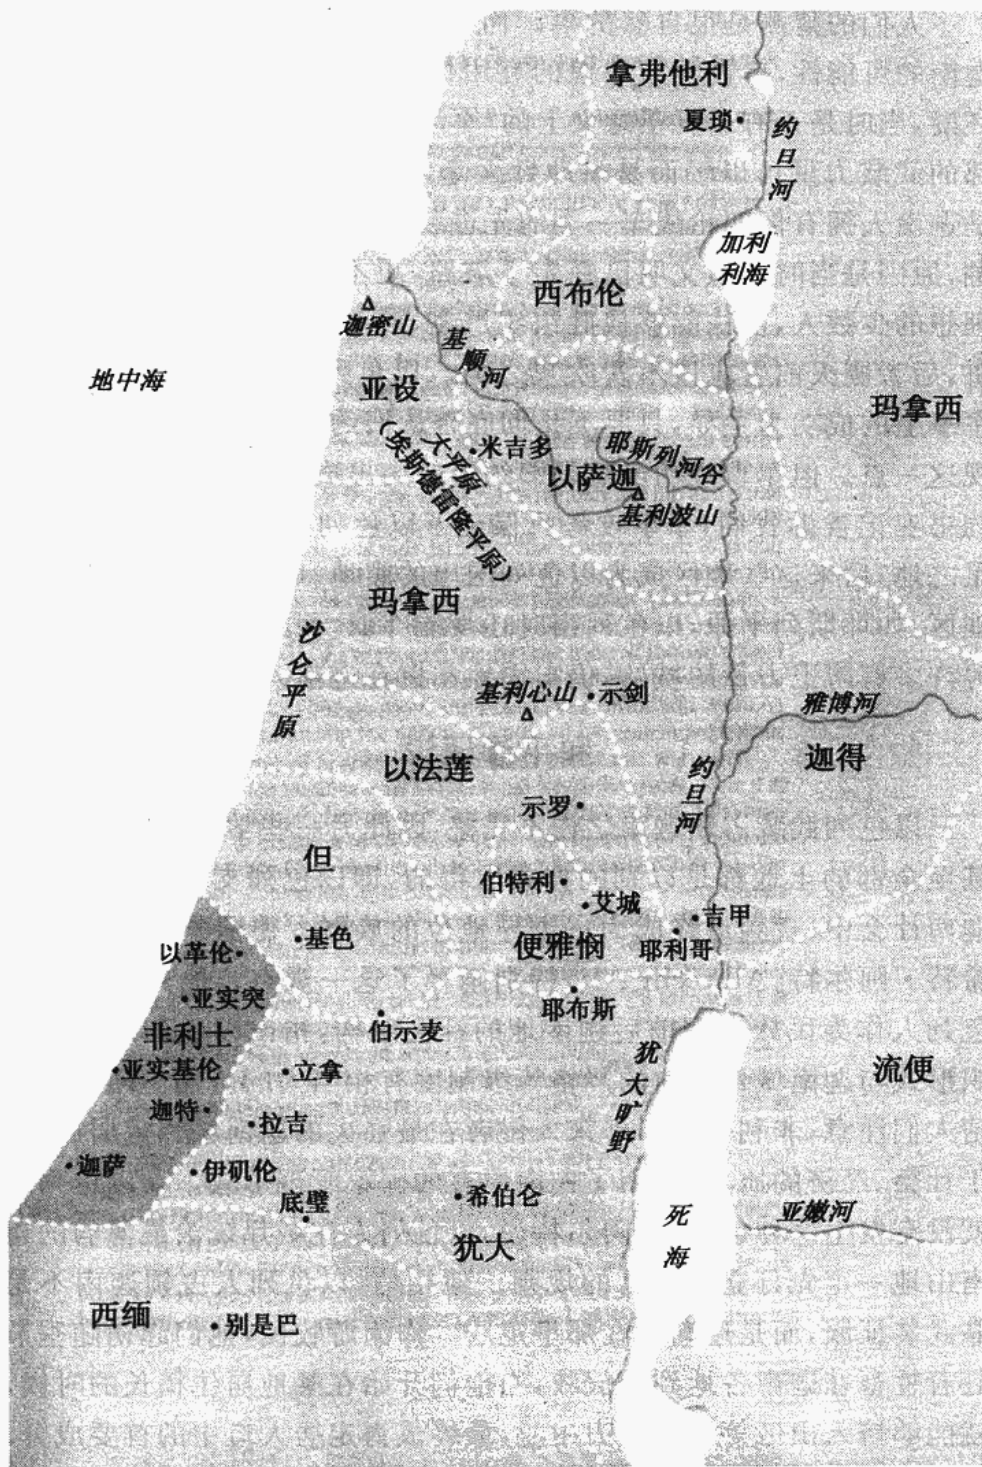 拿弗他利
夏琐
约旦河
加利
利海
西布伦
迦密山
基顺河
地中海
亚设
玛拿西
大平原
（埃斯德雷隆平原）
米吉多
耶斯列河谷
以萨迦
基利波山
玛拿西
沙仑平原
基利心山
示剑
雅博河
以法莲
约旦河
迦得
示罗
但
伯特利
艾城
吉甲
以革伦
基色
便雅悯
耶利哥
亚实突
耶布斯
非利士
伯示麦
犹大旷野
亚实基伦
立拿
流便
迦特
拉吉
迦萨
伊矶伦
底璧
希伯仑
死海
亚嫩河
犹大
西缅
别是巴